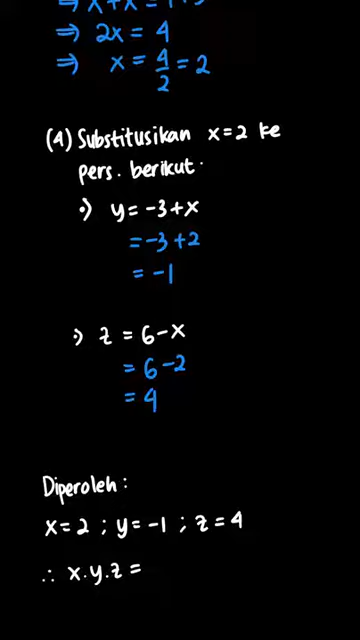 ⇒ 2x = 4
⇒ x = 4/2 = 2
(4) Substitusikan x = 2 ke
pers. berikut.
·) y = -3 + x
= -3 + 2
= -1
·) z = 6 - x
= 6 - 2
= 4
Diperoleh :
x = 2 ; y = -1 ; z = 4
∴ x.y.z =